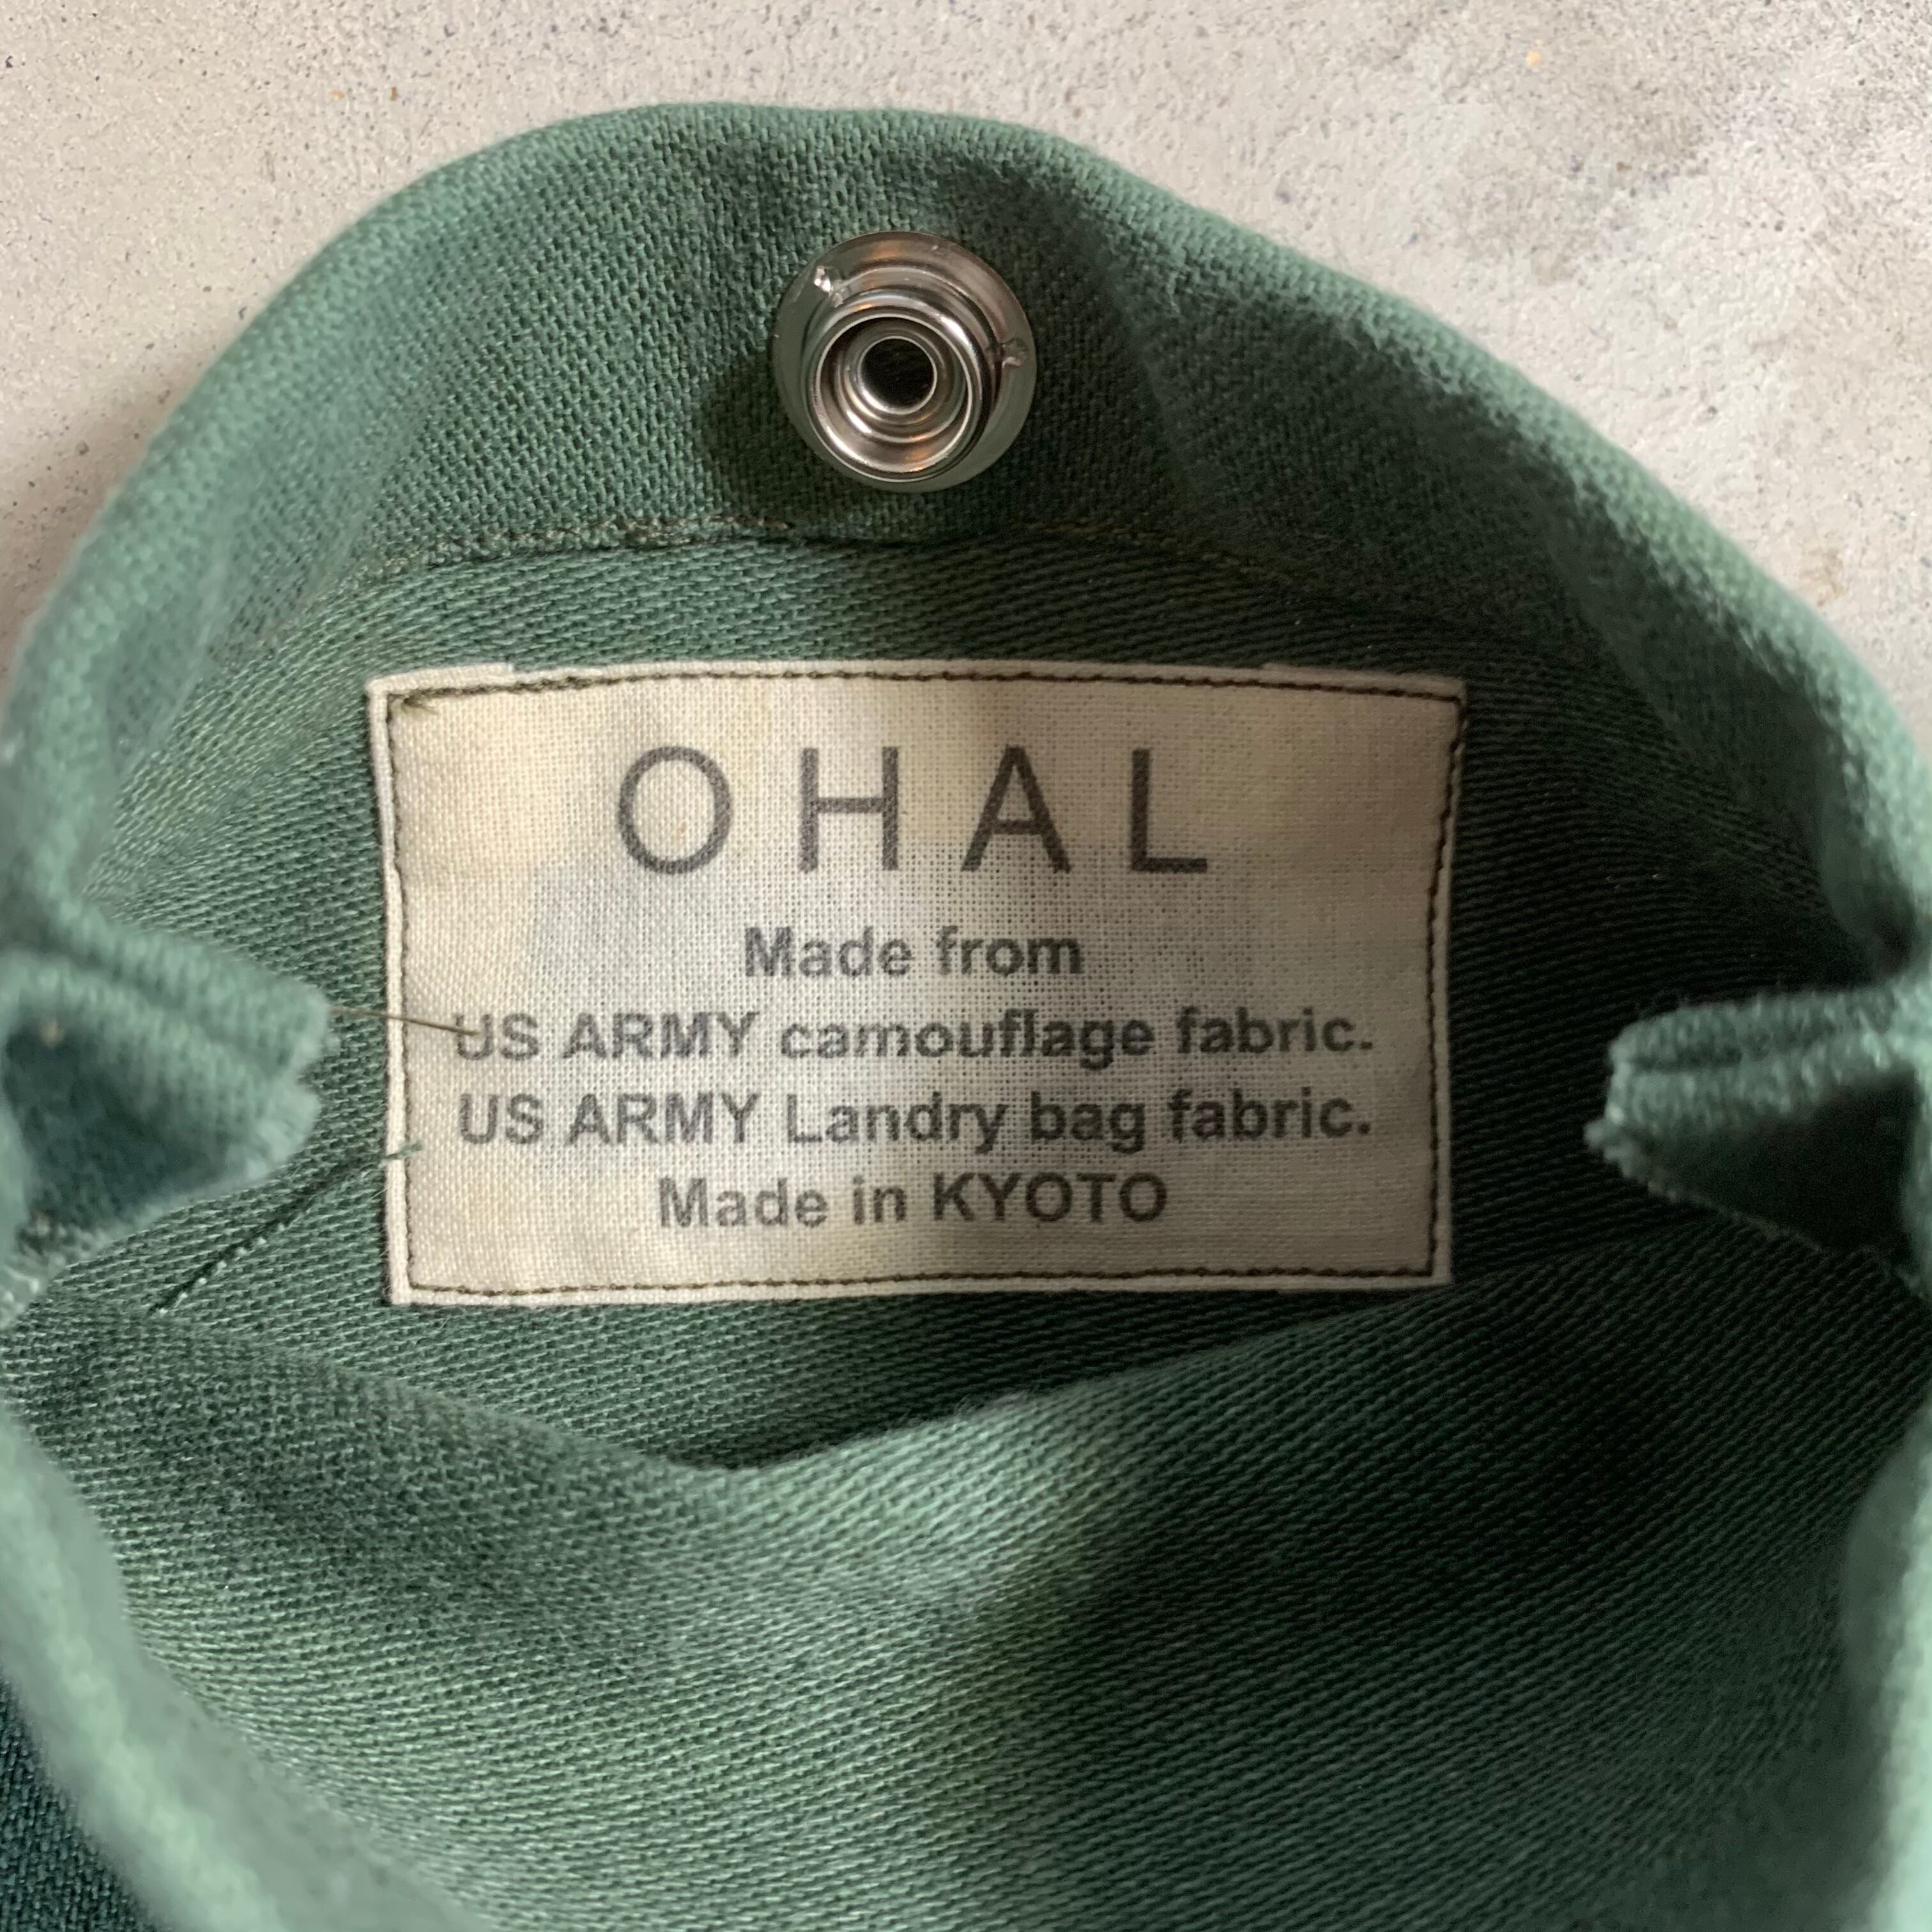 OHAL
Made from
US ARMY camouflage fabric.
US ARMY Landry bag fabric.
Made in KYOTO